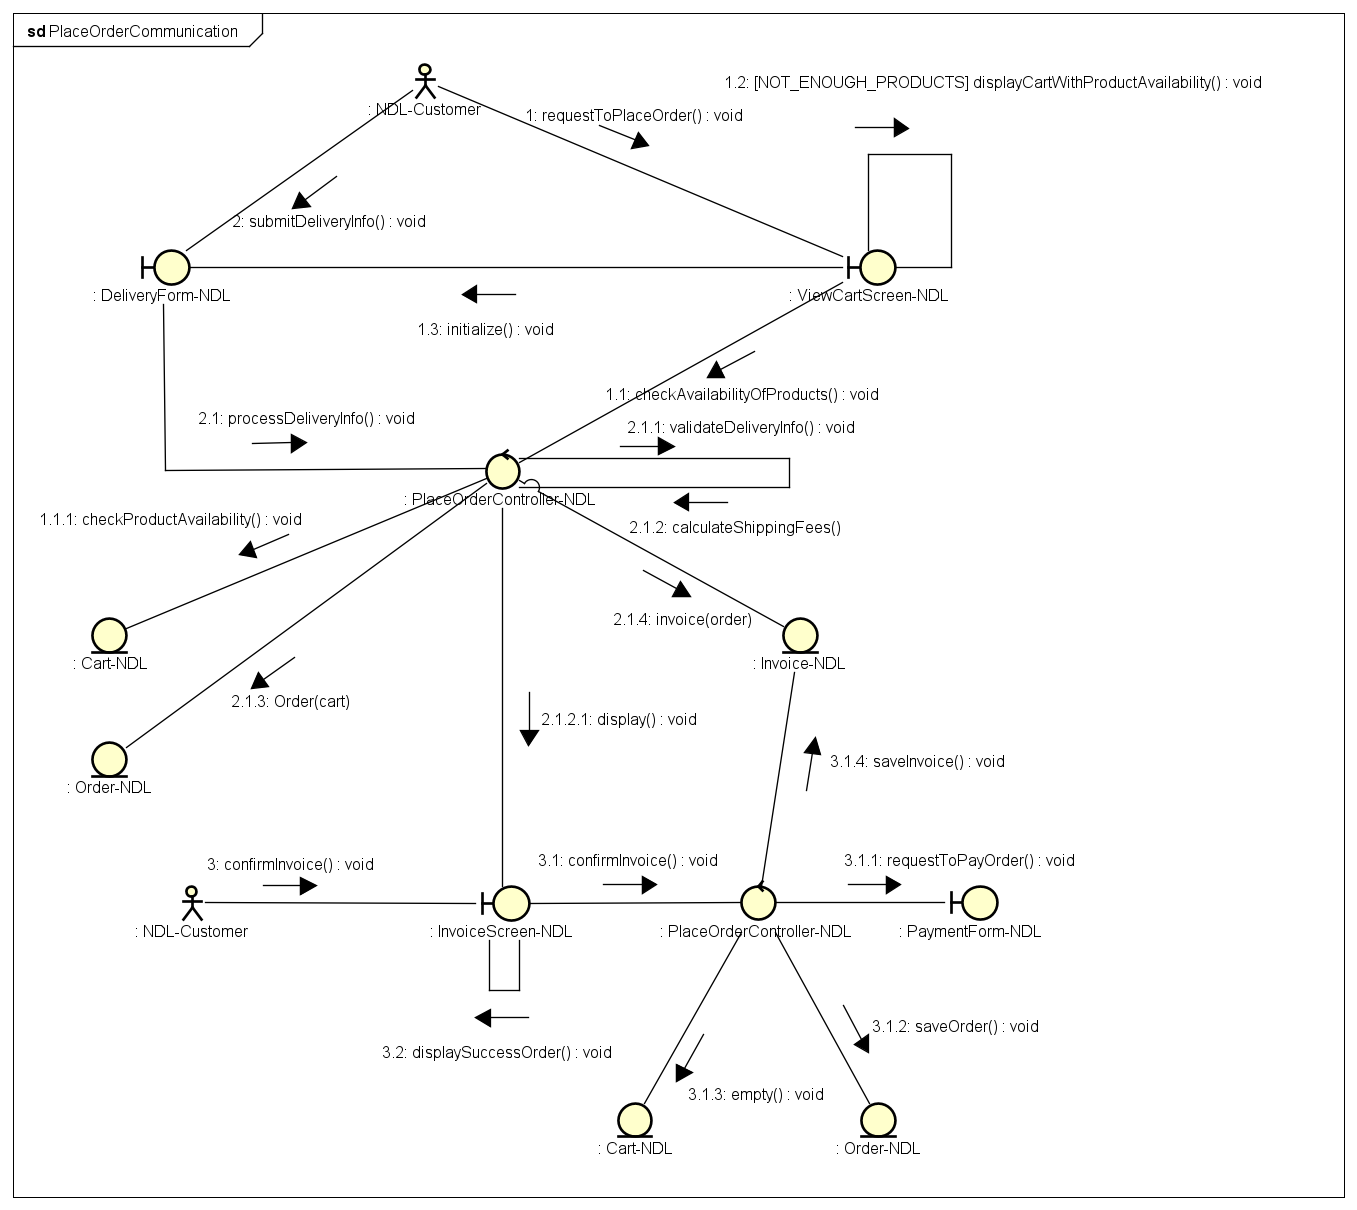 sd PlaceOrderCommunication
1.2: [NOT_ENOUGH_PRODUCTS] displayCartWithProductAvailability() : void
: NDL-Customer
1: requestToPlaceOrder() : void
2: submitDeliveryInfo() : void
: DeliveryForm-NDL
: ViewCartScreen-NDL
1.3: initialize() : void
1.1: checkAvailabilityOfProducts() : void
2.1: processDeliveryInfo() : void
2.1.1: validateDeliveryInfo() : void
: PlaceOrderController-NDL
1.1.1: checkProductAvailability() : void
2.1.2: calculateShippingFees()
2.1.4: invoice(order)
: Cart-NDL
: Invoice-NDL
2.1.3: Order(cart)
2.1.2.1: display() : void
3.1.4: saveInvoice() : void
: Order-NDL
3: confirmInvoice() : void
3.1: confirmInvoice() : void
3.1.1: requestToPayOrder() : void
: NDL-Customer
: InvoiceScreen-NDL
: PlaceOrderController-NDL
: PaymentForm-NDL
3.1.2: saveOrder() : void
3.2: displaySuccessOrder() : void
3.1.3: empty() : void
: Cart-NDL
: Order-NDL